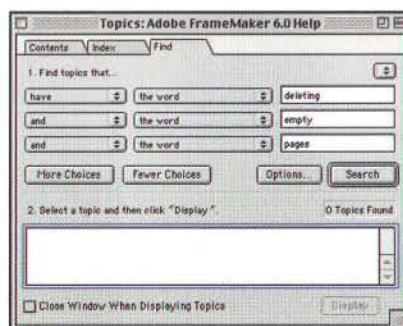 Topics: Adobe FrameMaker 6.0 Help
Contents Index Find
1. Find topics that...
have the word deleting
and the word empty
and the word pages
More Choices Fewer Choices Options... Search
2. Select a topic and then click "Display". 0 Topics Found
Close Window When Displaying Topics Display